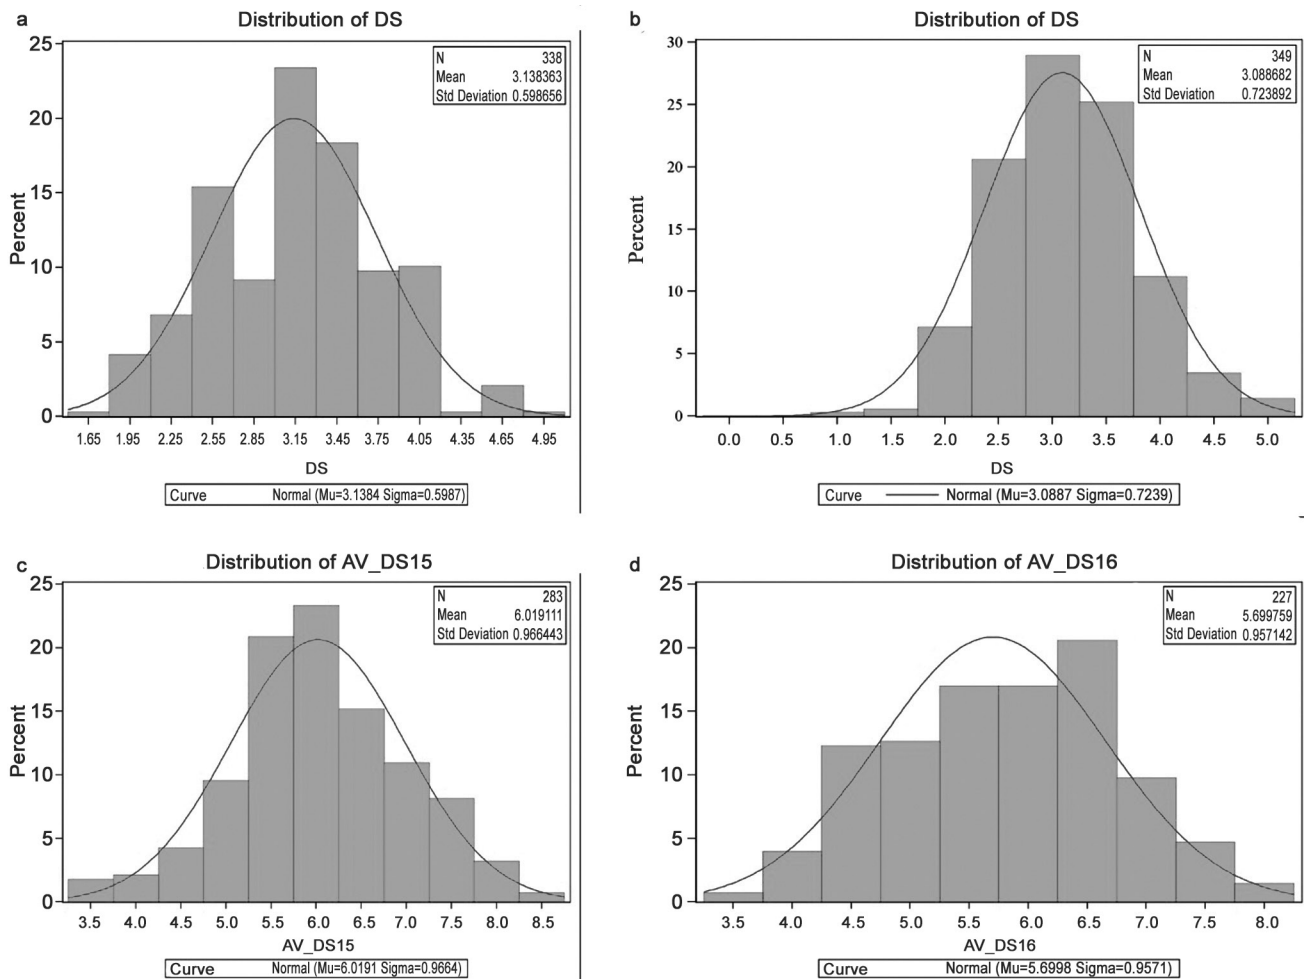 a
Distribution of DS
N 338
Mean 3.138363
Std Deviation 0.598656
Percent
25
20
15
10
5
0
1.65 1.95 2.25 2.55 2.85 3.15 3.45 3.75 4.05 4.35 4.65 4.95
DS
Curve Normal (Mu=3.1384 Sigma=0.5987)
b
Distribution of DS
N 349
Mean 3.088682
Std Deviation 0.723892
Percent
30
25
20
15
10
5
0
0.0 0.5 1.0 1.5 2.0 2.5 3.0 3.5 4.0 4.5 5.0
DS
Curve Normal (Mu=3.0887 Sigma=0.7239)
c
Distribution of AV_DS15
N 283
Mean 6.019111
Std Deviation 0.966443
Percent
25
20
15
10
5
0
3.5 4.0 4.5 5.0 5.5 6.0 6.5 7.0 7.5 8.0 8.5
AV_DS15
Curve Normal (Mu=6.0191 Sigma=0.9664)
d
Distribution of AV_DS16
N 227
Mean 5.699759
Std Deviation 0.957142
Percent
25
20
15
10
5
0
3.5 4.0 4.5 5.0 5.5 6.0 6.5 7.0 7.5 8.0
AV_DS16
Curve Normal (Mu=5.6998 Sigma=0.9571)